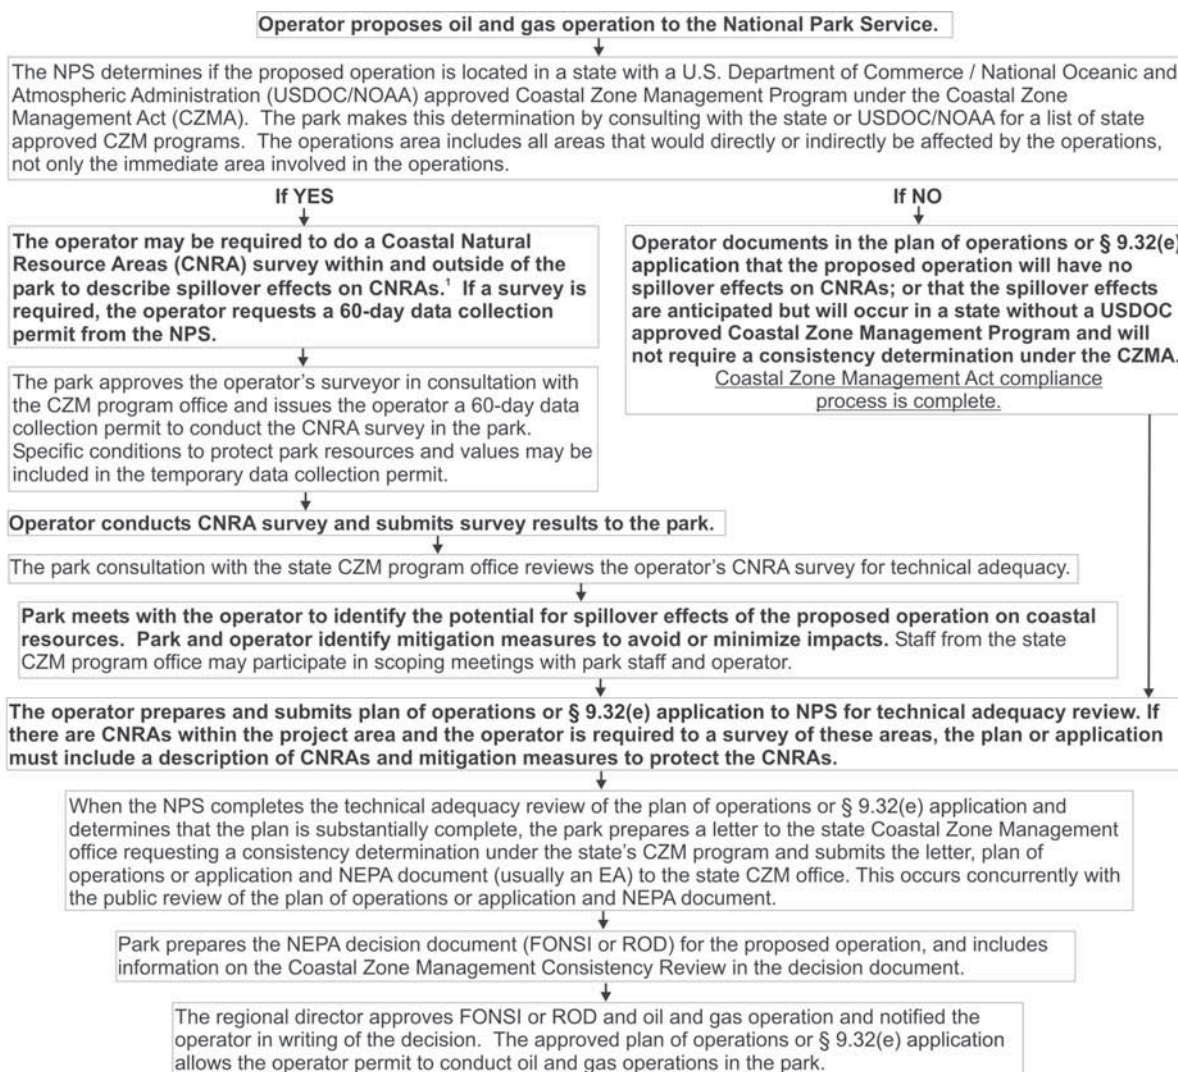 Operator proposes oil and gas operation to the National Park Service.
The NPS determines if the proposed operation is located in a state with a U.S. Department of Commerce / National Oceanic and
Atmospheric Administration (USDOC/NOAA) approved Coastal Zone Management Program under the Coastal Zone
Management Act (CZMA).  The park makes this determination by consulting with the state or USDOC/NOAA for a list of state
approved CZM programs.  The operations area includes all areas that would directly or indirectly be affected by the operations,
not only the immediate area involved in the operations.
If YES
The operator may be required to do a Coastal Natural
Resource Areas (CNRA) survey within and outside of the
park to describe spillover effects on CNRAs.¹  If a survey is
required, the operator requests a 60-day data collection
permit from the NPS.
The park approves the operator's surveyor in consultation with
the CZM program office and issues the operator a 60-day data
collection permit to conduct the CNRA survey in the park.
Specific conditions to protect park resources and values may be
included in the temporary data collection permit.
If NO
Operator documents in the plan of operations or § 9.32(e)
application that the proposed operation will have no
spillover effects on CNRAs; or that the spillover effects
are anticipated but will occur in a state without a USDOC
approved Coastal Zone Management Program and will
not require a consistency determination under the CZMA.
Coastal Zone Management Act compliance
process is complete.
Operator conducts CNRA survey and submits survey results to the park.
The park consultation with the state CZM program office reviews the operator's CNRA survey for technical adequacy.
Park meets with the operator to identify the potential for spillover effects of the proposed operation on coastal
resources.  Park and operator identify mitigation measures to avoid or minimize impacts. Staff from the state
CZM program office may participate in scoping meetings with park staff and operator.
The operator prepares and submits plan of operations or § 9.32(e) application to NPS for technical adequacy review. If
there are CNRAs within the project area and the operator is required to a survey of these areas, the plan or application
must include a description of CNRAs and mitigation measures to protect the CNRAs.
When the NPS completes the technical adequacy review of the plan of operations or § 9.32(e) application and
determines that the plan is substantially complete, the park prepares a letter to the state Coastal Zone Management
office requesting a consistency determination under the state's CZM program and submits the letter, plan of
operations or application and NEPA document (usually an EA) to the state CZM office. This occurs concurrently with
the public review of the plan of operations or application and NEPA document.
Park prepares the NEPA decision document (FONSI or ROD) for the proposed operation, and includes
information on the Coastal Zone Management Consistency Review in the decision document.
The regional director approves FONSI or ROD and oil and gas operation and notified the
operator in writing of the decision.  The approved plan of operations or § 9.32(e) application
allows the operator permit to conduct oil and gas operations in the park.